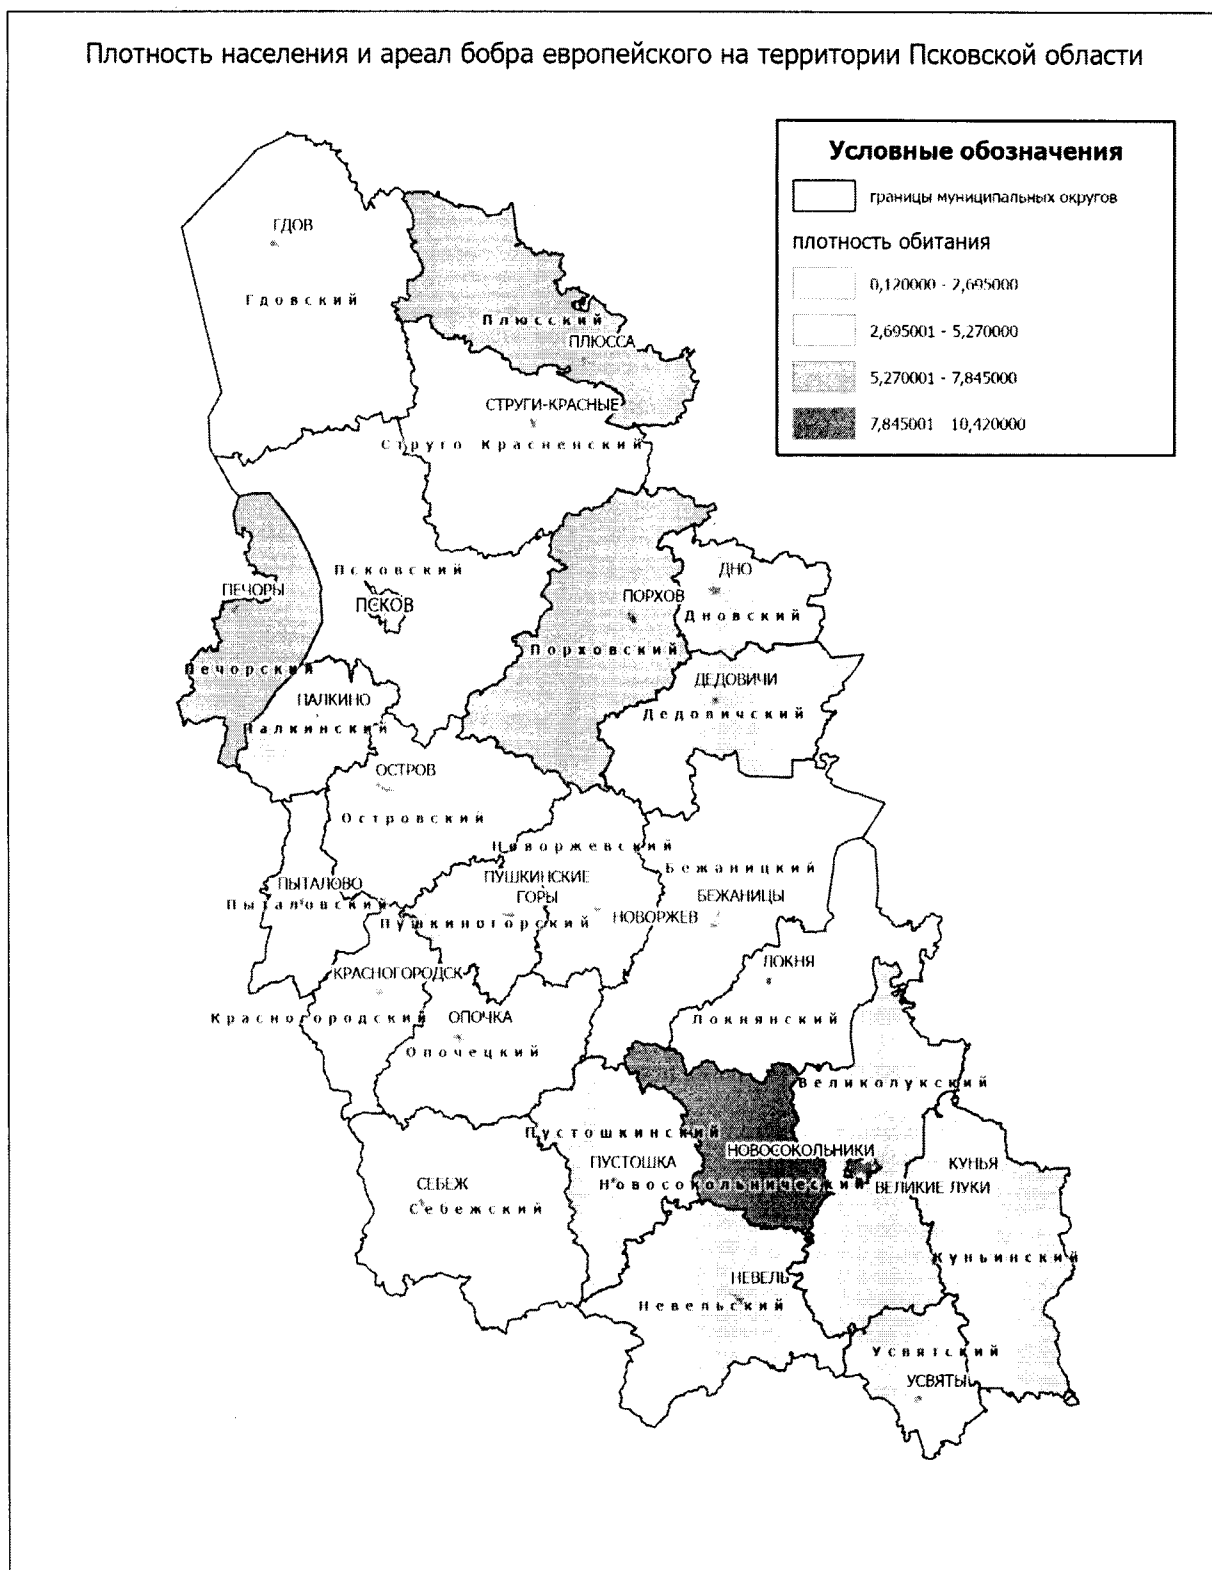 Плотность населения и ареал бобра европейского на территории Псковской области
Условные обозначения
границы муниципальных округов
плотность обитания
0,120000 - 2,695000
2,695001 - 5,270000
5,270001 - 7,845000
7,845001 10,420000
ГДОВ
Гдовский
Плюсский
ПЛЮССА
СТРУГИ-КРАСНЫЕ
Струго Красненский
Псковский
ПСКОВ
ПЕЧОРЫ
Печорский
ПОРХОВ
Порховский
ДНО
Дновский
ДЕДОВИЧИ
Дедовичский
ПАЛКИНО
Палкинский
ОСТРОВ
Островский
Новоржевский
Бежаницкий
БЕЖАНИЦЫ
ПУШКИНСКИЕ
ГОРЫ
ПЫТАЛОВО
Пыталовский
Пушкиногорский
НОВОРЖЕВ
КРАСНОГОРОДСК
ЛОКНЯ
Красногородский
ОПОЧКА
Опочецкий
Локнянский
Великолукский
Пустошкинский
НОВОСОКОЛЬНИКИ
ПУСТОШКА
КУНЬЯ
СЕБЕЖ
Новосокольнический
ВЕЛИКИЕ ЛУКИ
Себежский
Куньинский
НЕВЕЛЬ
Невельский
Усвятский
УСВЯТЫ